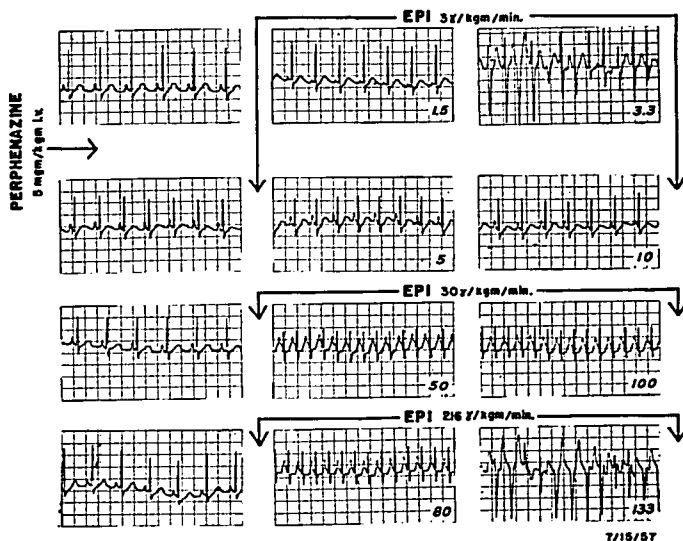 EPI 3γ/kgm/min.
1.5
3.3
PERPHENAZINE
5 mgm/kgm i.v.
5
10
EPI 30γ/kgm/min.
50
100
EPI 216γ/kgm/min.
80
133
7/15/57